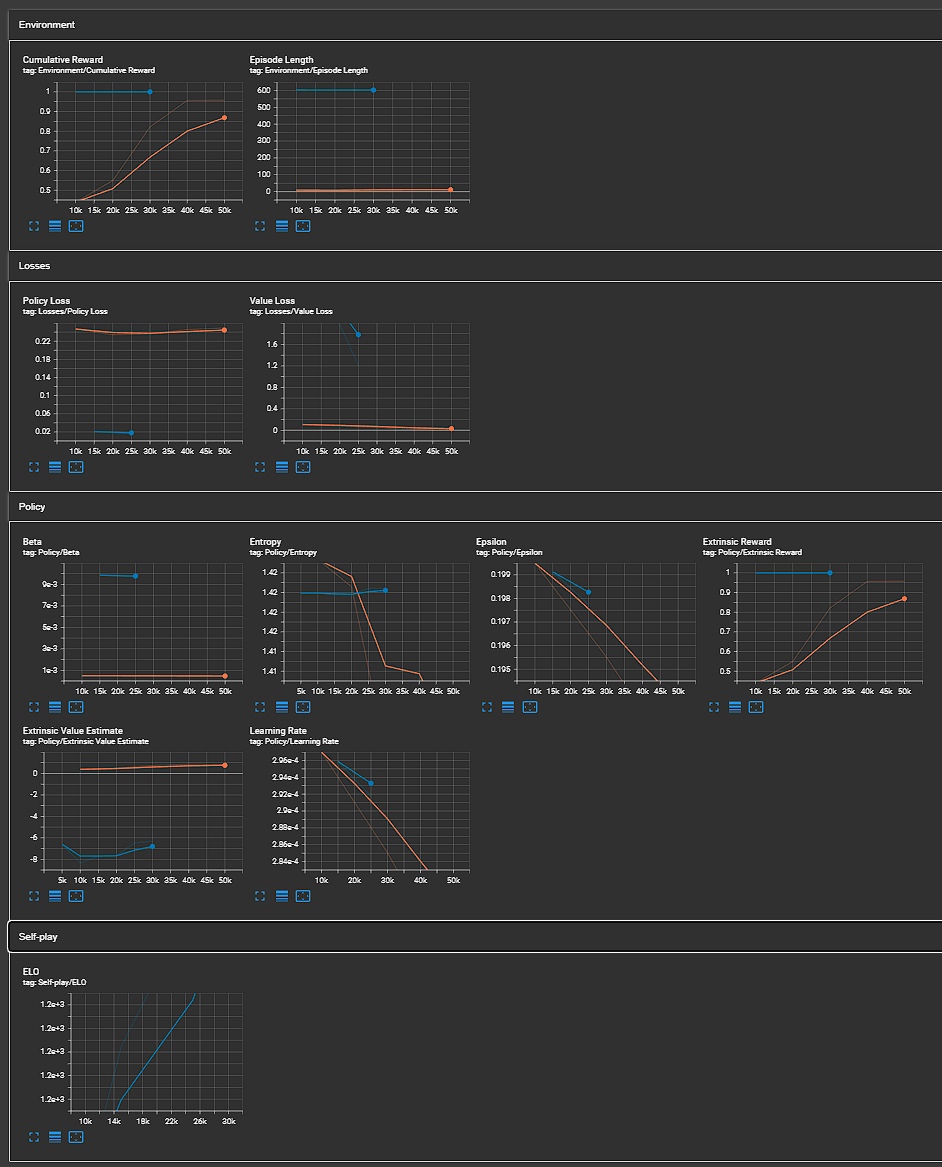 Environment
Cumulative Reward
tag: Environment/Cumulative Reward
1
0.9
0.8
0.7
0.6
0.5
10k 15k 20k 25k 30k 35k 40k 45k 50k
Episode Length
tag: Environment/Episode Length
600
500
400
300
200
100
0
10k 15k 20k 25k 30k 35k 40k 45k 50k
Losses
Policy Loss
tag: Losses/Policy Loss
0.22
0.18
0.14
0.1
0.06
0.02
10k 15k 20k 25k 30k 35k 40k 45k 50k
Value Loss
tag: Losses/Value Loss
1.6
1.2
0.8
0.4
0
10k 15k 20k 25k 30k 35k 40k 45k 50k
Policy
Beta
tag: Policy/Beta
9e-3
7e-3
5e-3
3e-3
1e-3
10k 15k 20k 25k 30k 35k 40k 45k 50k
Entropy
tag: Policy/Entropy
1.42
1.42
1.42
1.42
1.41
1.41
5k 10k 15k 20k 25k 30k 35k 40k 45k 50k
Epsilon
tag: Policy/Epsilon
0.199
0.198
0.197
0.196
0.195
10k 15k 20k 25k 30k 35k 40k 45k 50k
Extrinsic Reward
tag: Policy/Extrinsic Reward
1
0.9
0.8
0.7
0.6
0.5
10k 15k 20k 25k 30k 35k 40k 45k 50k
Extrinsic Value Estimate
tag: Policy/Extrinsic Value Estimate
0
-2
-4
-6
-8
5k 10k 15k 20k 25k 30k 35k 40k 45k 50k
Learning Rate
tag: Policy/Learning Rate
2.96e-4
2.94e-4
2.92e-4
2.9e-4
2.88e-4
2.86e-4
2.84e-4
10k 20k 30k 40k 50k
Self-play
ELO
tag: Self-play/ELO
1.2e+3
1.2e+3
1.2e+3
1.2e+3
1.2e+3
10k 14k 18k 22k 26k 30k